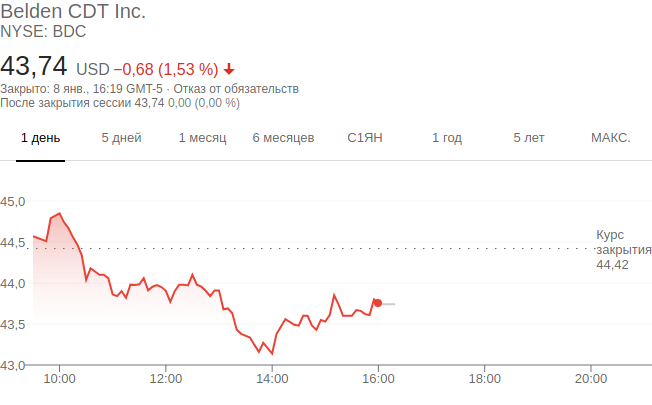 Belden CDT Inc.
NYSE: BDC
43,74 USD −0,68 (1,53 %)
Закрыто: 8 янв., 16:19 GMT-5 · Отказ от обязательств
После закрытия сессии 43,74 0,00 (0,00 %)
1 день 5 дней 1 месяц 6 месяцев С1ЯН 1 год 5 лет МАКС.
45,0
44,5
44,0
43,5
43,0
Курс
закрытия
44,42
10:00 12:00 14:00 16:00 18:00 20:00